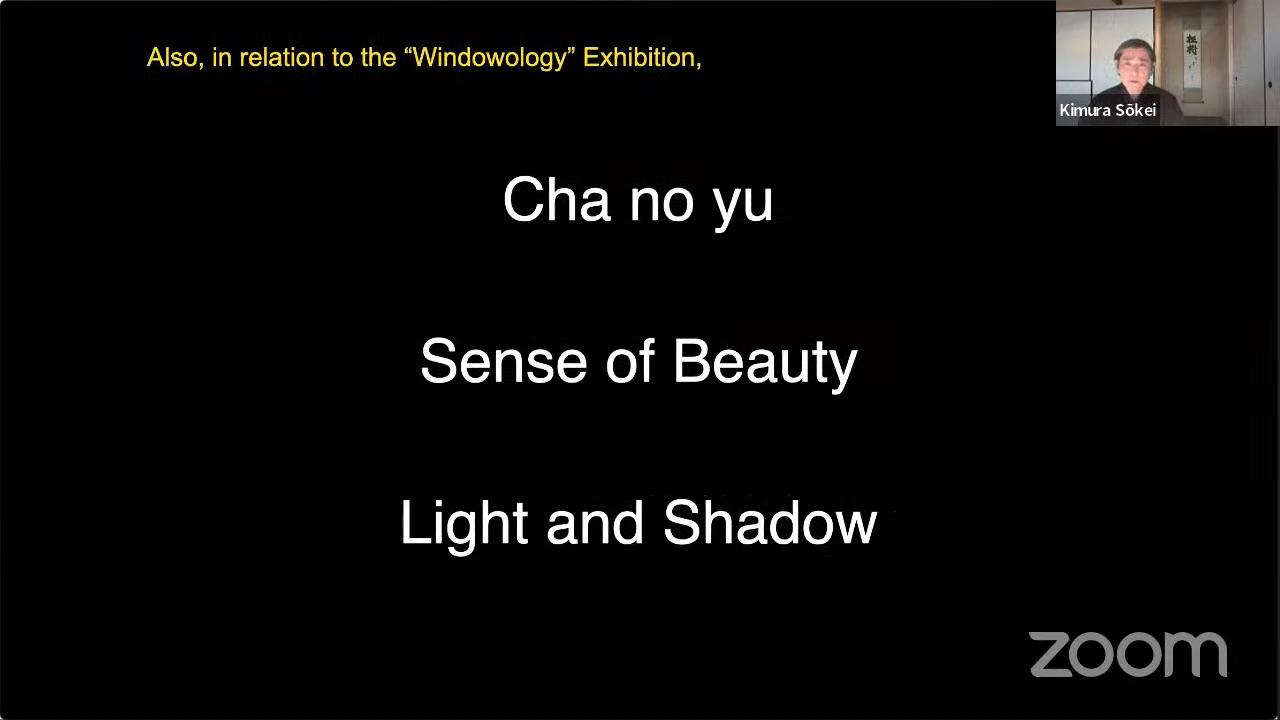 Also, in relation to the “Windowology” Exhibition,
Kimura Sōkei
Cha no yu
Sense of Beauty
Light and Shadow
zoom